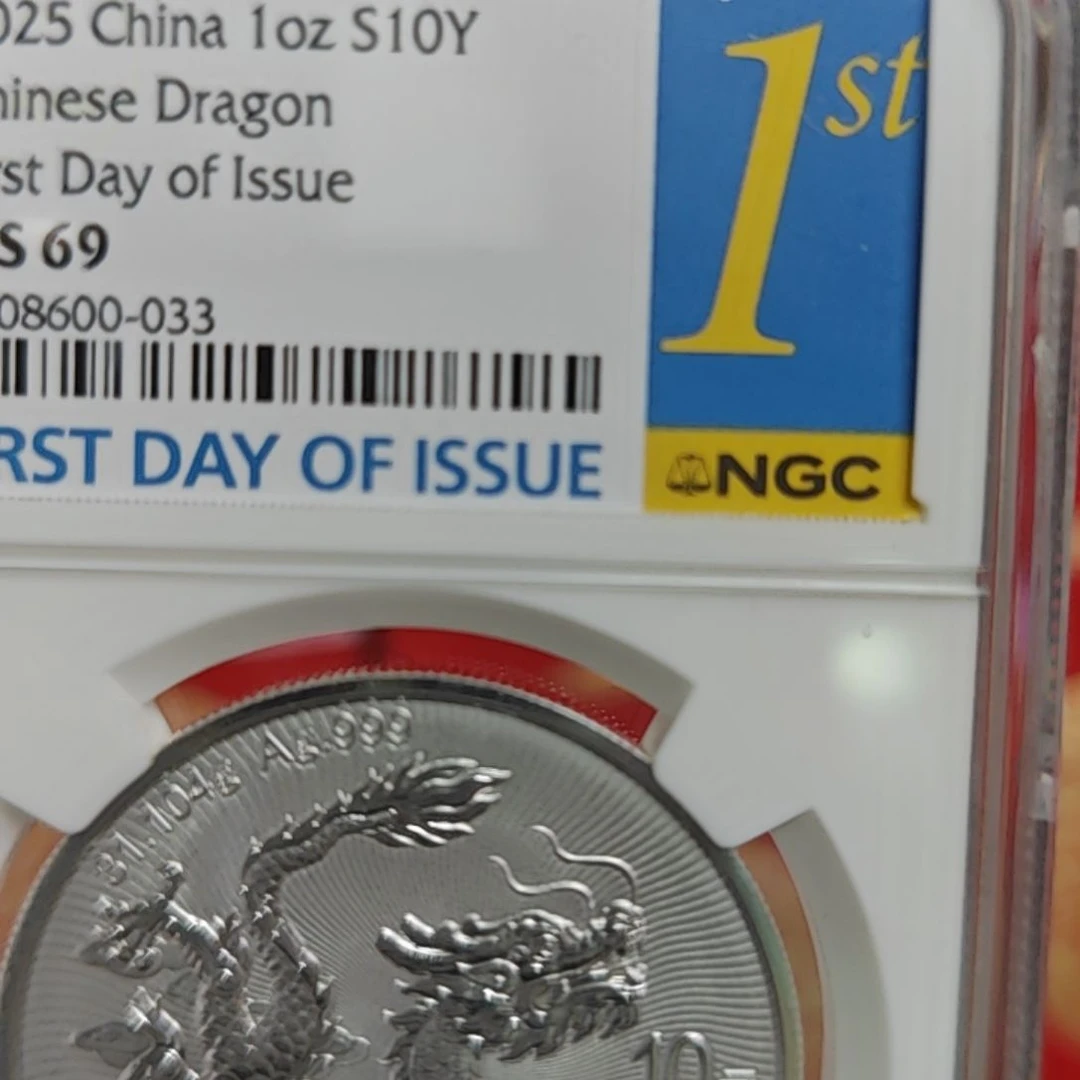 025 China 1oz S10Y
hinese Dragon
rst Day of Issue
S 69
08600-033
RST DAY OF ISSUE
1st
NGC
31.104g Ag.999
10